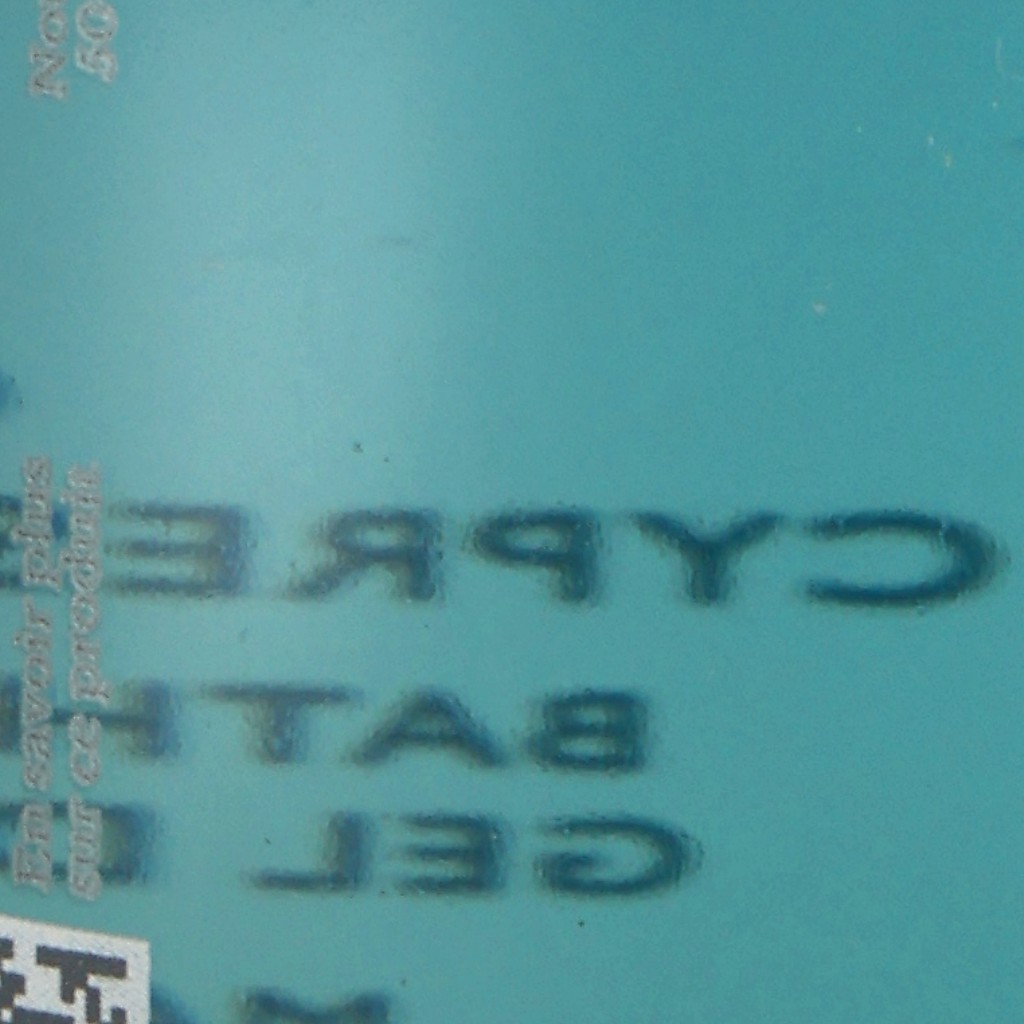 En savoir plus
sur ce produit
CYPRE
BATH
GEL